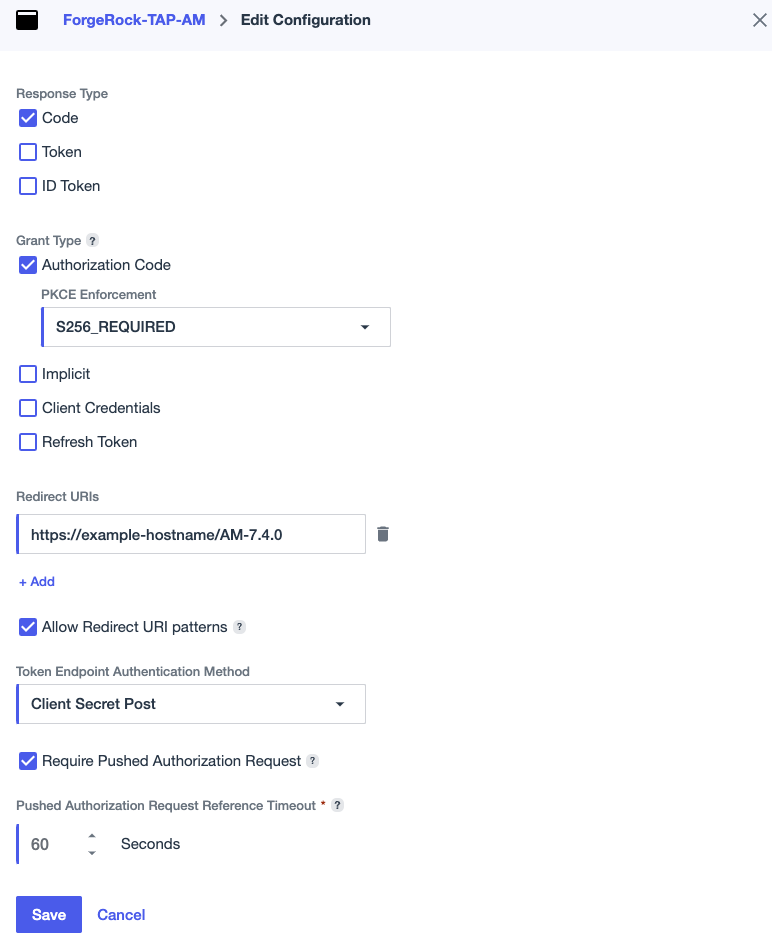 ForgeRock-TAP-AM > Edit Configuration
Response Type
Code
Token
ID Token
Grant Type ?
Authorization Code
PKCE Enforcement
S256_REQUIRED
Implicit
Client Credentials
Refresh Token
Redirect URIs
https://example-hostname/AM-7.4.0
+ Add
Allow Redirect URI patterns ?
Token Endpoint Authentication Method
Client Secret Post
Require Pushed Authorization Request ?
Pushed Authorization Request Reference Timeout * ?
60 Seconds
Save Cancel